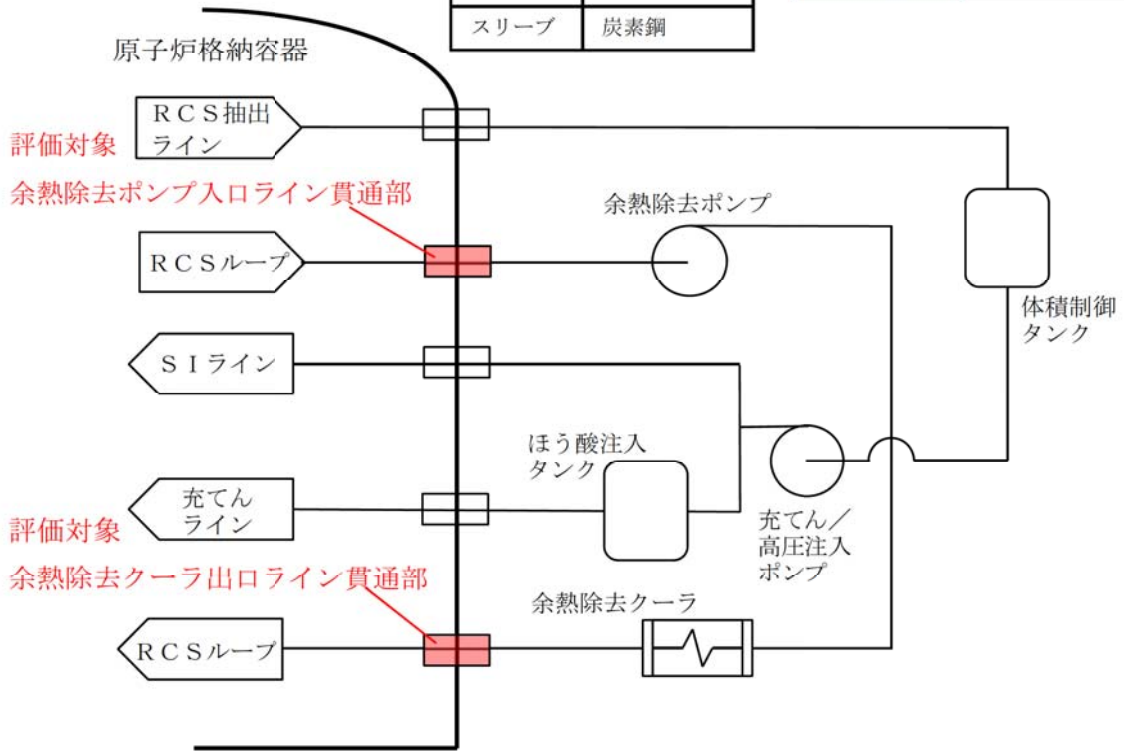 スリーブ
炭素鋼
原子炉格納容器
ＲＣＳ抽出
ライン
評価対象
余熱除去ポンプ入口ライン貫通部
余熱除去ポンプ
ＲＣＳループ
体積制御
タンク
ＳＩライン
ほう酸注入
タンク
充てん
ライン
充てん／
高圧注入
ポンプ
評価対象
余熱除去クーラ出口ライン貫通部
余熱除去クーラ
ＲＣＳループ